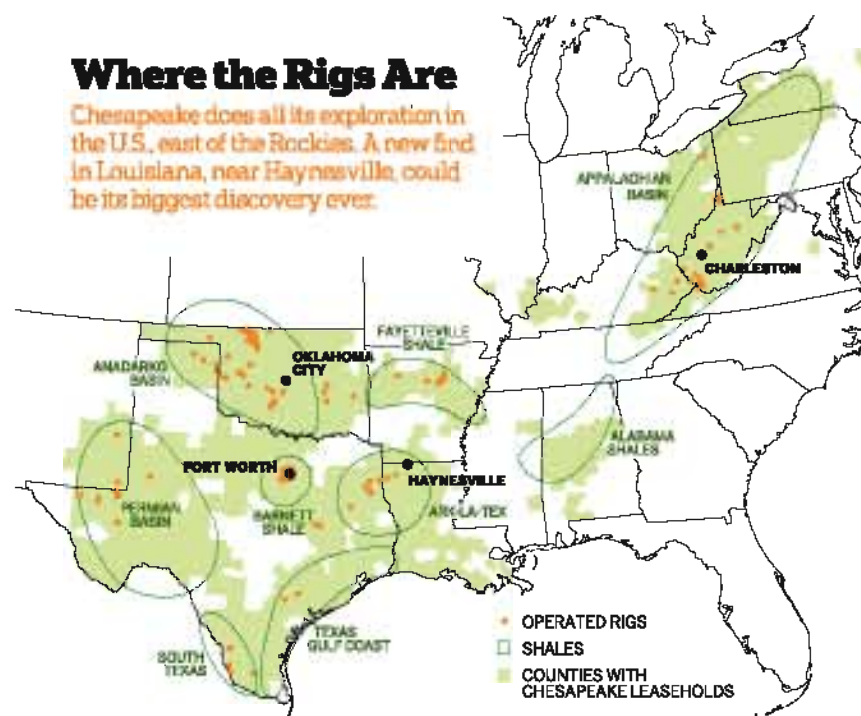 Where the Rigs Are
Chesapeake does all its exploration in
the U.S., east of the Rockies. A new find
in Louisiana, near Haynesville, could
be its biggest discovery ever.
APPALACHIAN
BASIN
CHARLESTON
FAYETTEVILLE
SHALE
OKLAHOMA
CITY
ANADARKO
BASIN
ALABAMA
SHALES
FORT WORTH
HAYNESVILLE
PERMIAN
BASIN
BARNETT
SHALE
ARK-LA-TEX
TEXAS
GULF COAST
SOUTH
TEXAS
OPERATED RIGS
SHALES
COUNTIES WITH
CHESAPEAKE LEASEHOLDS